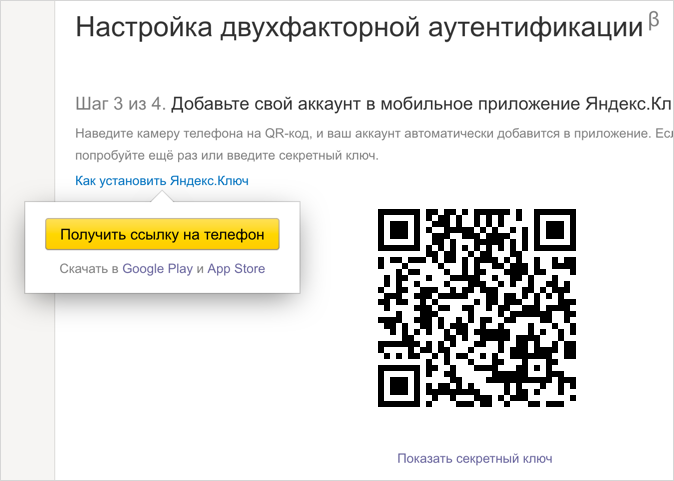 Настройка двухфакторной аутентификации β
Шаг 3 из 4. Добавьте свой аккаунт в мобильное приложение Яндекс.Кл
Наведите камеру телефона на QR-код, и ваш аккаунт автоматически добавится в приложение. Есл
попробуйте ещё раз или введите секретный ключ.
Как установить Яндекс.Ключ
Получить ссылку на телефон
Скачать в Google Play и App Store
Показать секретный ключ